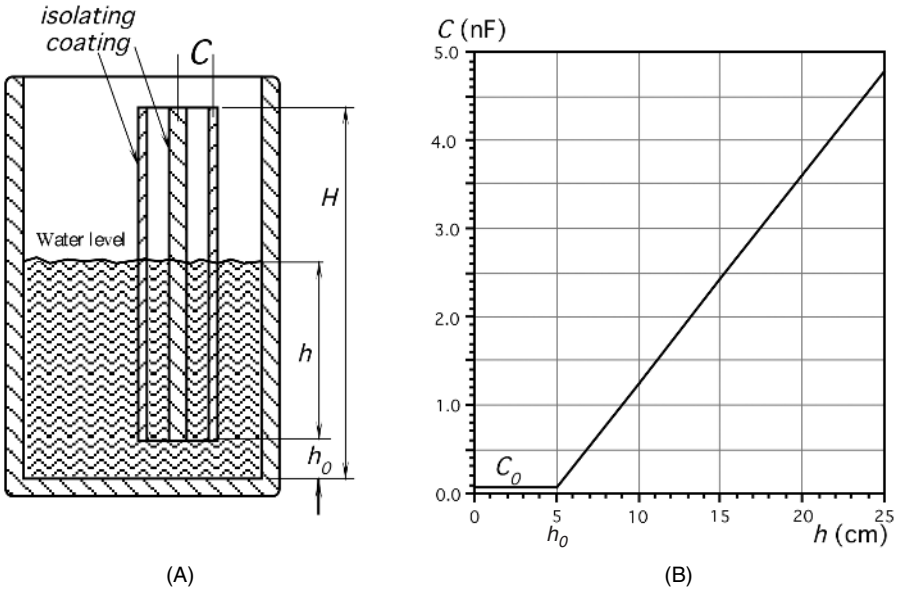 isolating
coating
C
H
Water level
h
h₀
(A)
C (nF)
5.0
4.0
3.0
2.0
1.0
0.0
C₀
0 5 10 15 20 25
h₀
h (cm)
(B)